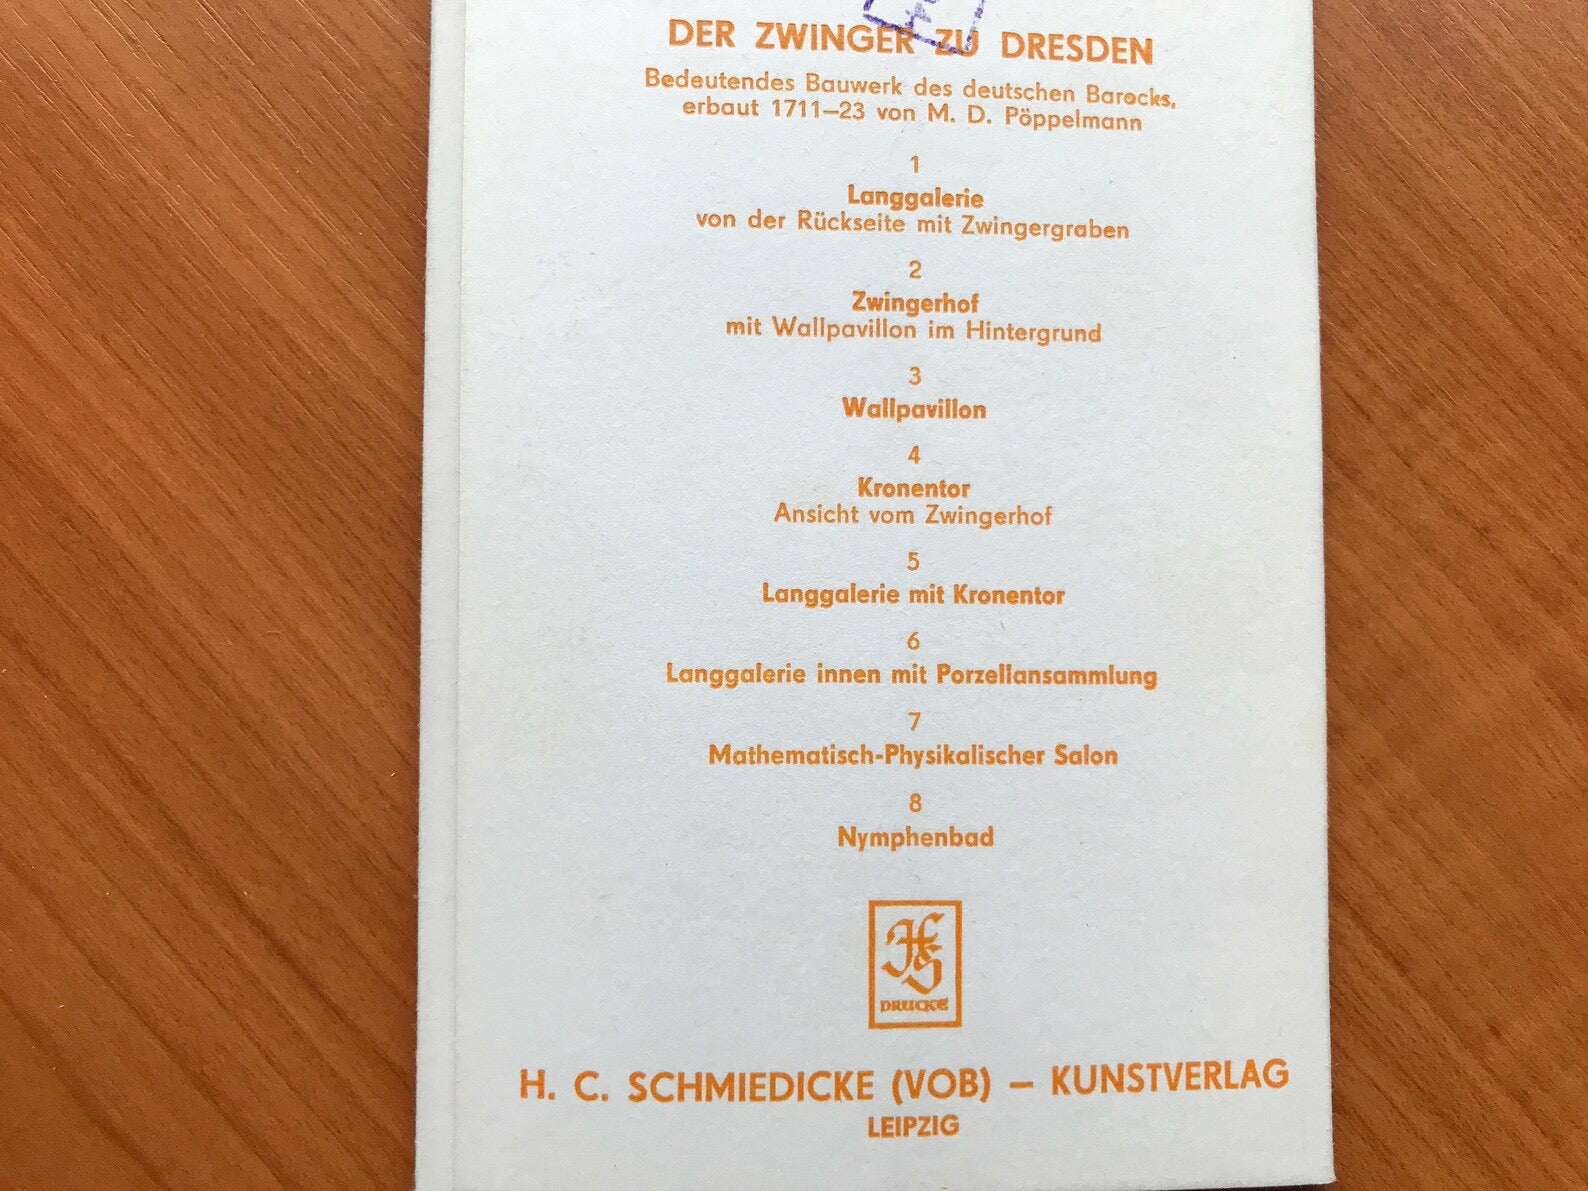 DER ZWINGER ZU DRESDEN
Bedeutendes Bauwerk des deutschen Barocks,
erbaut 1711–23 von M. D. Pöppelmann
1
Langgalerie
von der Rückseite mit Zwingergraben
2
Zwingerhof
mit Wallpavillon im Hintergrund
3
Wallpavillon
4
Kronentor
Ansicht vom Zwingerhof
5
Langgalerie mit Kronentor
6
Langgalerie innen mit Porzellansammlung
7
Mathematisch-Physikalischer Salon
8
Nymphenbad
DRUCKE
H. C. SCHMIEDICKE (VOB) – KUNSTVERLAG
LEIPZIG